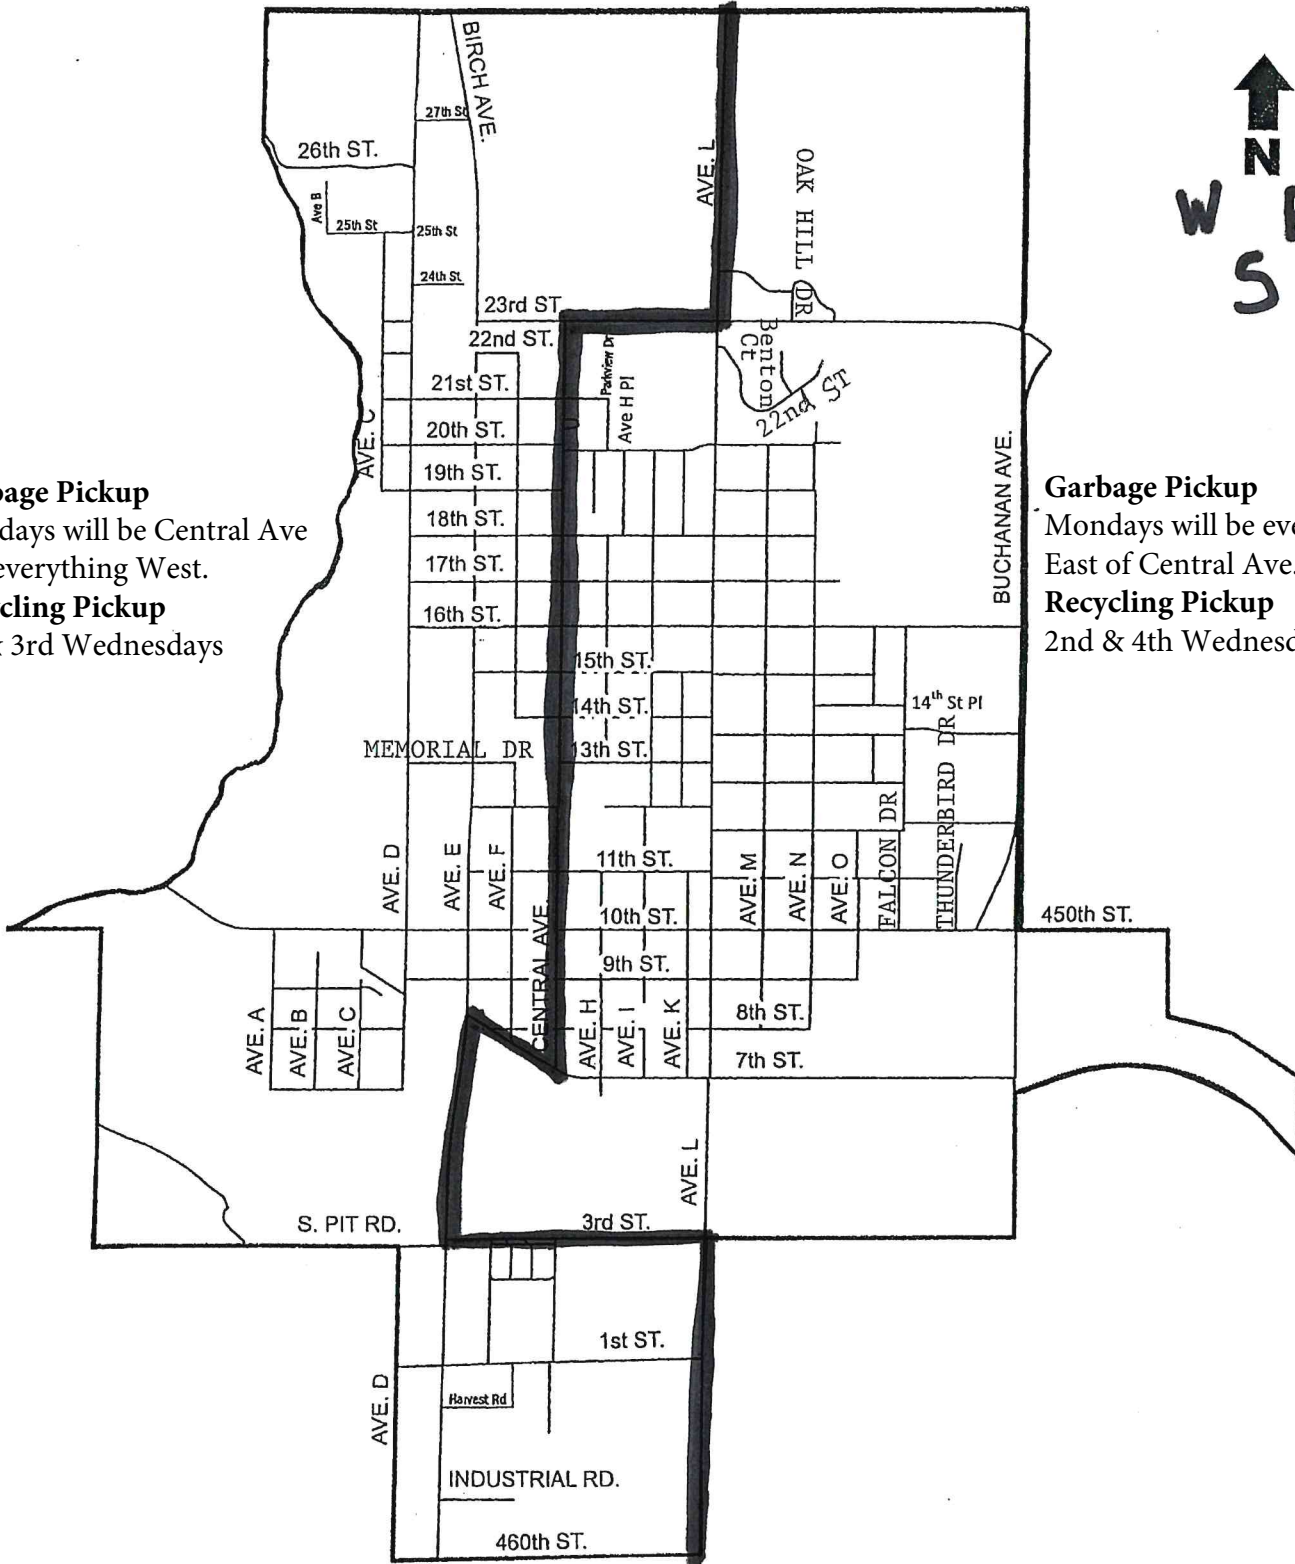 BIRCH AVE.
27th St
26th ST.
N
W
S
AVE. L
OAK HILL DR
Ave B
25th St
25th St
24th St
23rd ST
22nd ST.
Parkview Dr
Benton
Ct
22nd ST
21st ST.
Ave H Pl
20th ST.
AVE. C
19th ST.
18th ST.
17th ST.
16th ST.
BUCHANAN AVE.
age Pickup
days will be Central Ave
everything West.
cling Pickup
3rd Wednesdays
Garbage Pickup
Mondays will be eve
East of Central Ave.
Recycling Pickup
2nd & 4th Wednesd
15th ST.
14th ST.
14th St Pl
13th ST.
MEMORIAL DR
FALCON DR
THUNDERBIRD DR
11th ST.
AVE. D
AVE. E
AVE. F
AVE. M
AVE. N
AVE. O
10th ST.
450th ST.
CENTRAL AVE.
9th ST.
AVE. A
AVE. B
AVE. C
AVE. H
AVE. I
AVE. K
8th ST.
7th ST.
AVE. L
S. PIT RD.
3rd ST.
1st ST.
AVE. D
Harvest Rd
INDUSTRIAL RD.
460th ST.